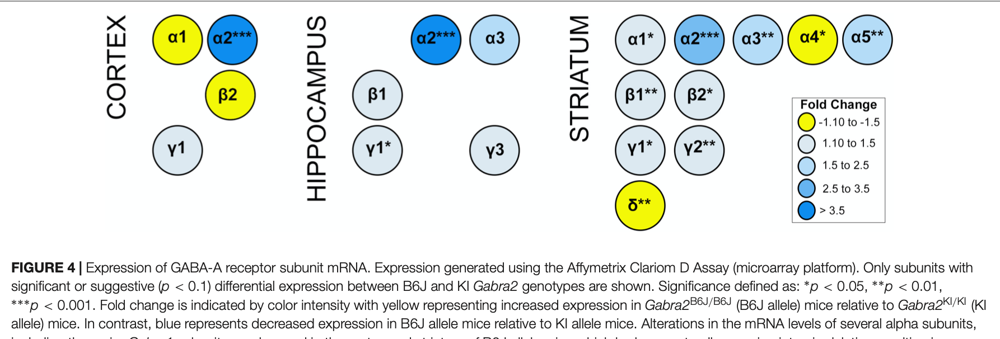 CORTEX
α1
α2***
β2
γ1
HIPPOCAMPUS
α2***
α3
β1
γ1*
γ3
STRIATUM
α1*
α2***
α3**
α4*
α5**
β1**
β2*
γ1*
γ2**
δ**
Fold Change
-1.10 to -1.5
1.10 to 1.5
1.5 to 2.5
2.5 to 3.5
> 3.5
FIGURE 4 | Expression of GABA-A receptor subunit mRNA. Expression generated using the Affymetrix Clariom D Assay (microarray platform). Only subunits with
significant or suggestive (p < 0.1) differential expression between B6J and KI Gabra2 genotypes are shown. Significance defined as: *p < 0.05, **p < 0.01,
***p < 0.001. Fold change is indicated by color intensity with yellow representing increased expression in Gabra2B6J/B6J (B6J allele) mice relative to Gabra2KI/KI (KI
allele) mice. In contrast, blue represents decreased expression in B6J allele mice relative to KI allele mice. Alterations in the mRNA levels of several alpha subunits,